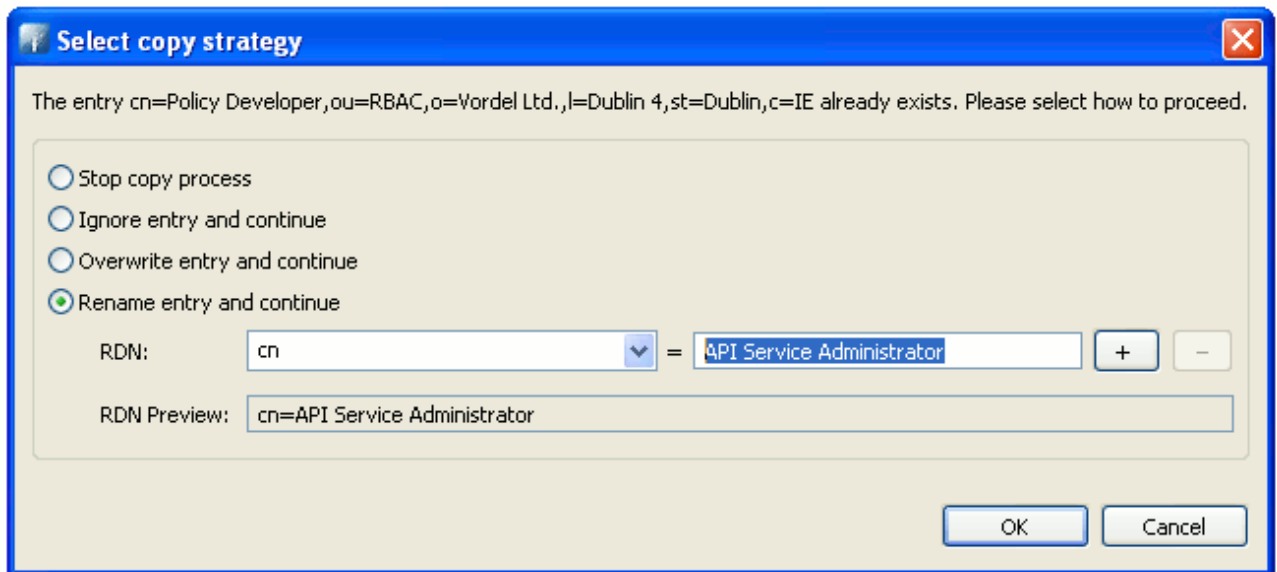 Select copy strategy
The entry cn=Policy Developer,ou=RBAC,o=Vordel Ltd.,l=Dublin 4,st=Dublin,c=IE already exists. Please select how to proceed.
Stop copy process
Ignore entry and continue
Overwrite entry and continue
Rename entry and continue
RDN: cn = API Service Administrator + -
RDN Preview: cn=API Service Administrator
OK Cancel